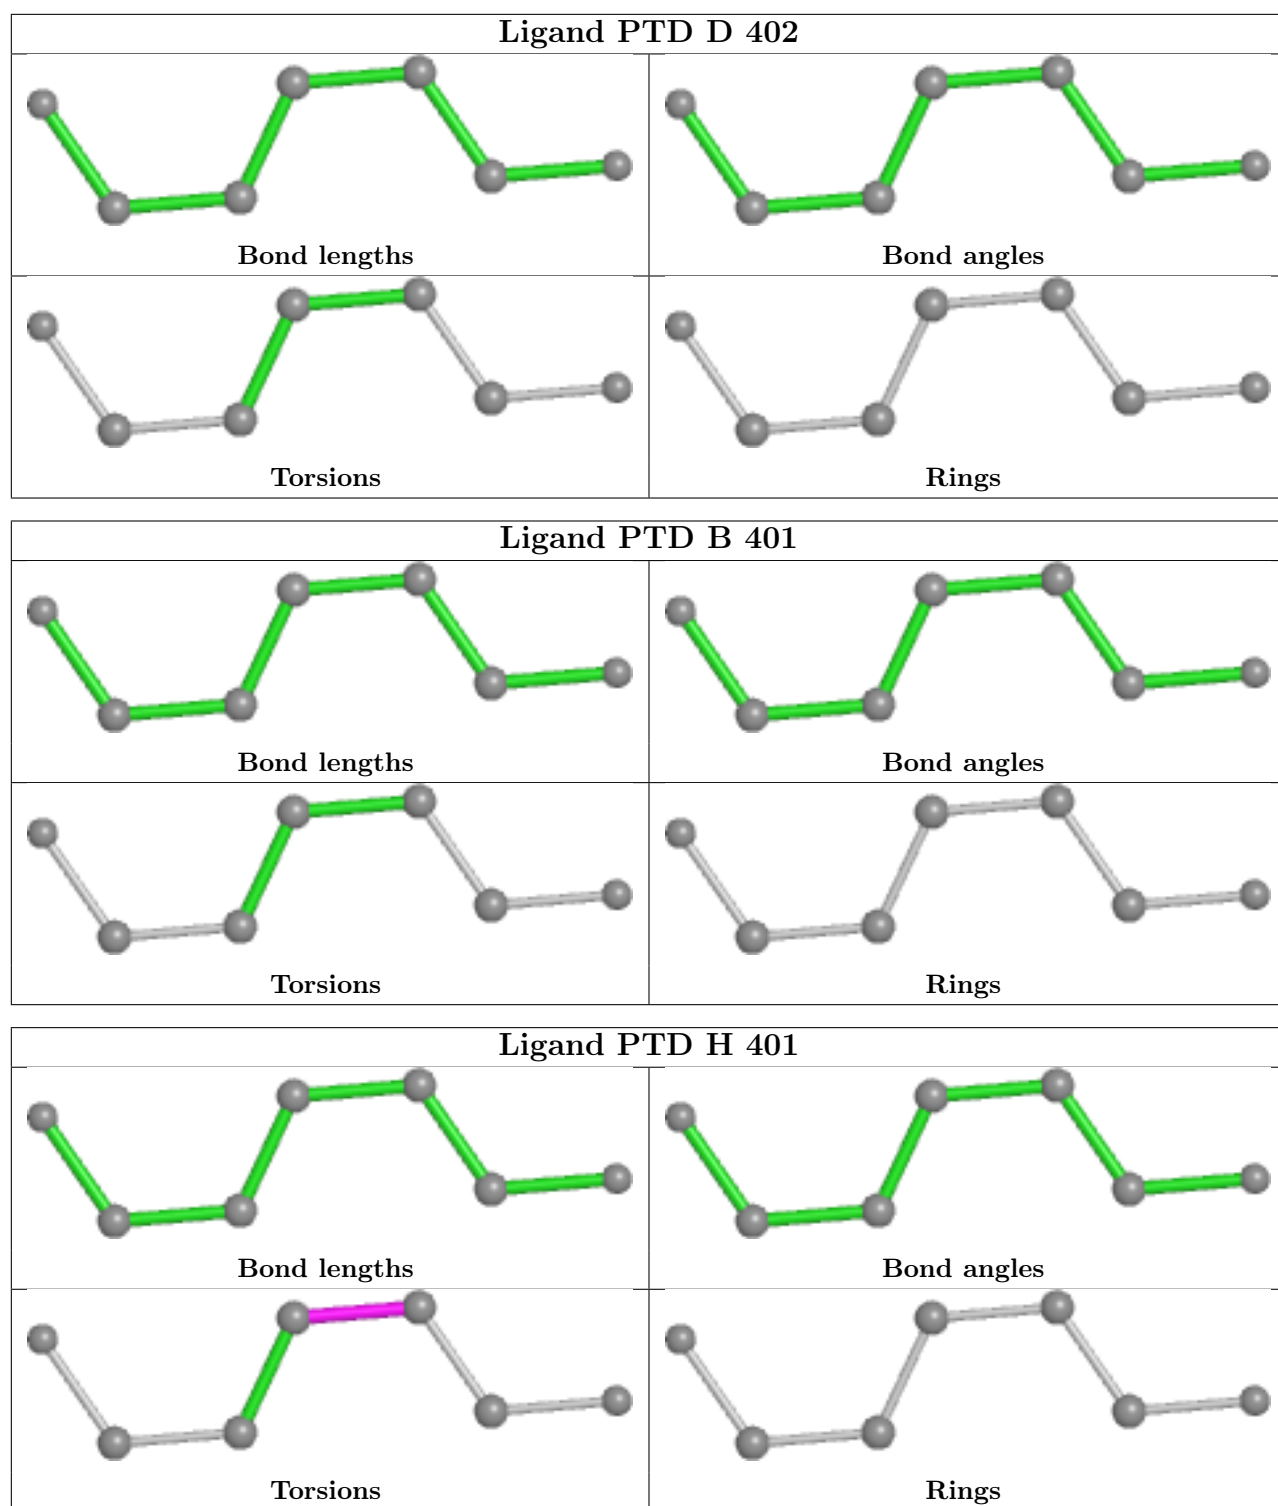 Ligand PTD D 402
Bond lengths
Bond angles
Torsions
Rings
Ligand PTD B 401
Bond lengths
Bond angles
Torsions
Rings
Ligand PTD H 401
Bond lengths
Bond angles
Torsions
Rings